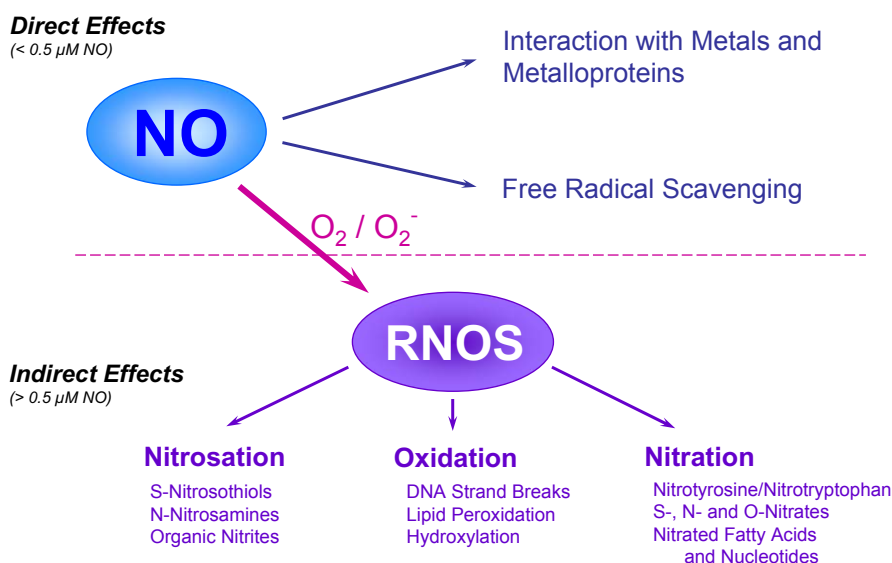 Direct Effects
(< 0.5 µM NO)
Interaction with Metals and
Metalloproteins
NO
Free Radical Scavenging
O₂ / O₂⁻
RNOS
Indirect Effects
(> 0.5 µM NO)
Nitrosation
S-Nitrosothiols
N-Nitrosamines
Organic Nitrites
Oxidation
DNA Strand Breaks
Lipid Peroxidation
Hydroxylation
Nitration
Nitrotyrosine/Nitrotryptophan
S-, N- and O-Nitrates
Nitrated Fatty Acids
and Nucleotides